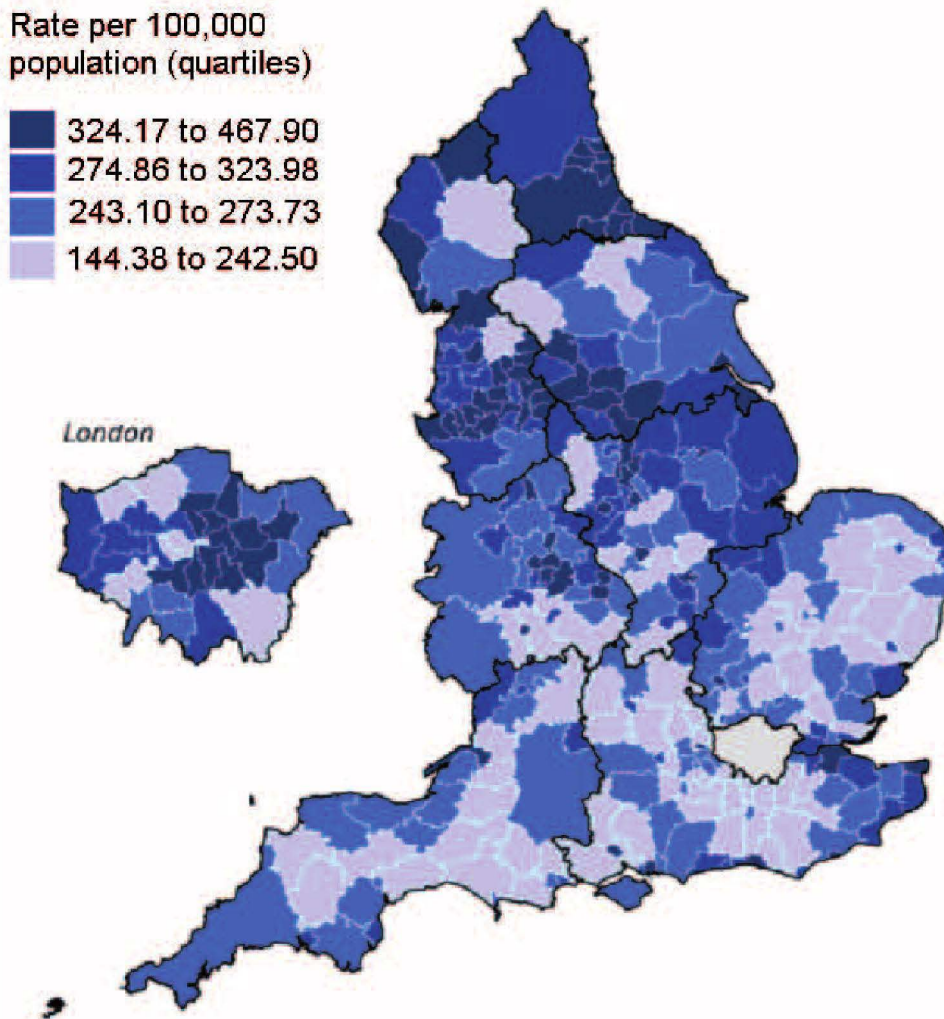 Rate per 100,000
population (quartiles)
324.17 to 467.90
274.86 to 323.98
243.10 to 273.73
144.38 to 242.50
London